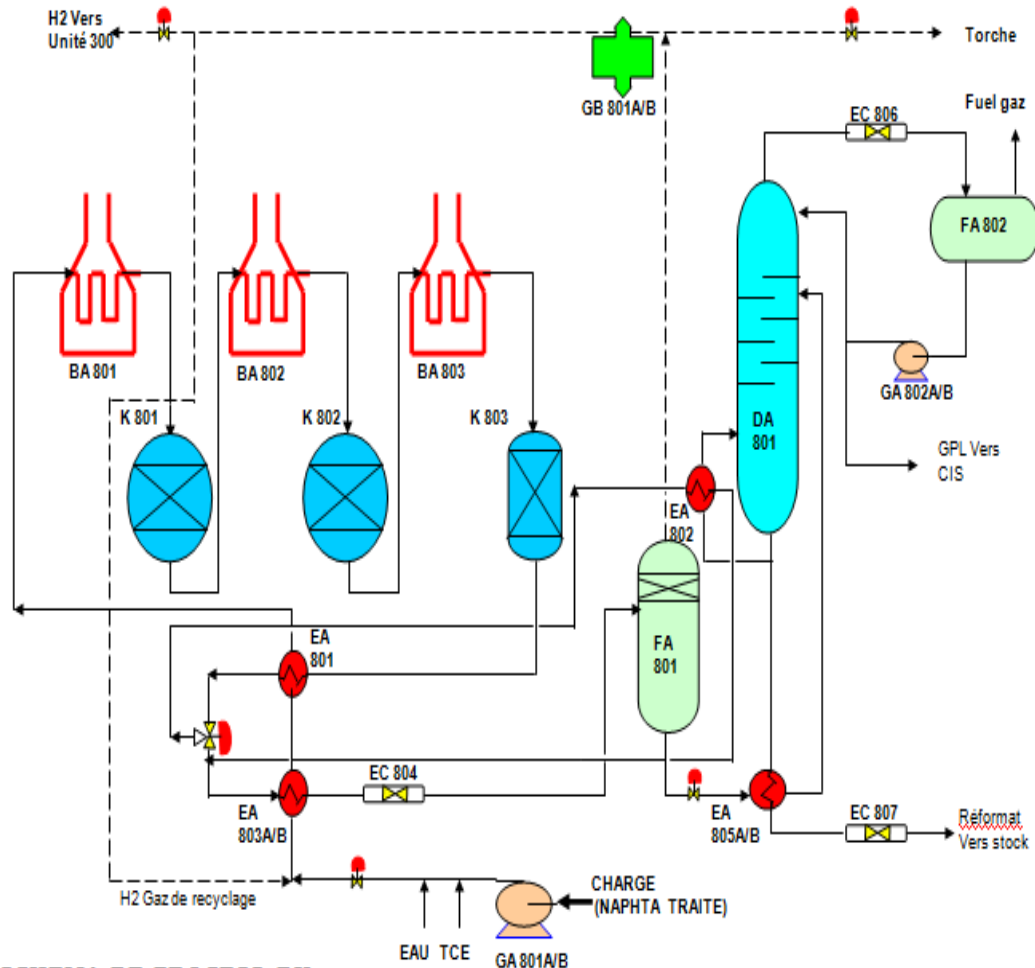 H2 Vers
Unité 300
Torche
GB 801A/B
Fuel gaz
EC 806
FA 802
BA 801
BA 802
BA 803
GA 802A/B
K 801
K 802
K 803
DA
801
GPL Vers
CIS
EA
802
EA
801
FA
801
EC 804
EA
803A/B
EA
805A/B
EC 807
Réformat
Vers stock
H2 Gaz de recyclage
CHARGE
(NAPHTA TRAITE)
EAU TCE
GA 801A/B